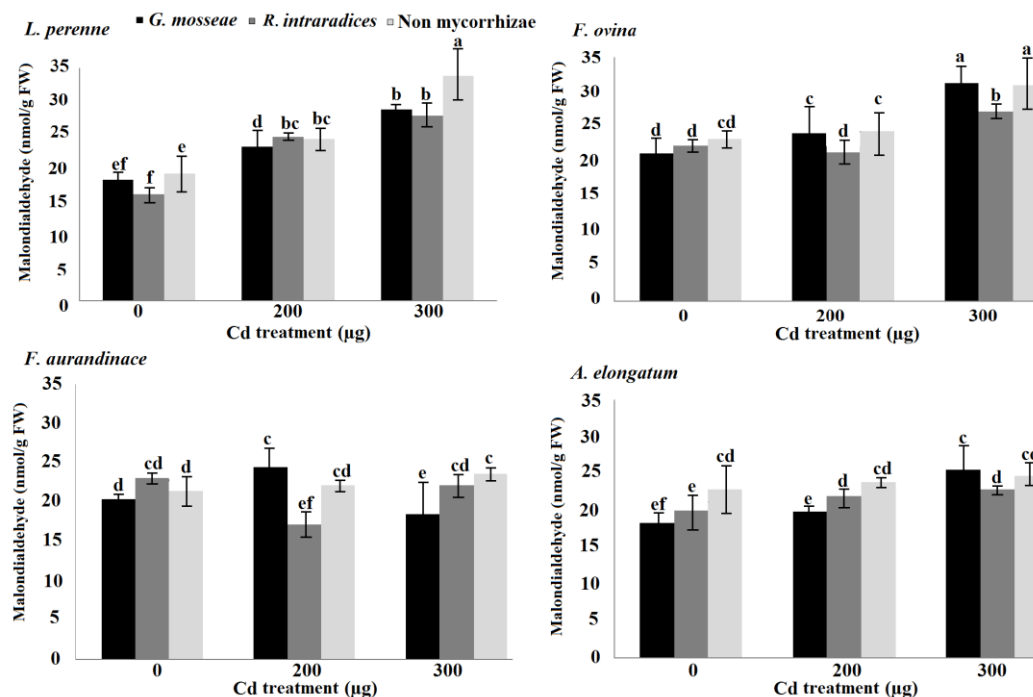 G. mosseae R. intraradices Non mycorrhizae
L. perenne
Malondialdehyde (nmol/g FW)
35
30
25
20
15
10
5
0
ef f e
d bc bc
b b a
0 200 300
Cd treatment (µg)
F. ovina
Malondialdehyde (nmol/g FW)
35
30
25
20
15
10
5
0
d d cd
c d c
a b a
0 200 300
Cd treatment (µg)
F. aurandinace
Malondialdehyde (nmol/g FW)
35
30
25
20
15
10
5
0
d cd d
c ef cd
e cd c
0 200 300
Cd treatment (µg)
A. elongatum
Malondialdehyde (nmol/g FW)
35
30
25
20
15
10
5
0
ef e cd
e d cd
c d cd
0 200 300
Cd treatment (µg)